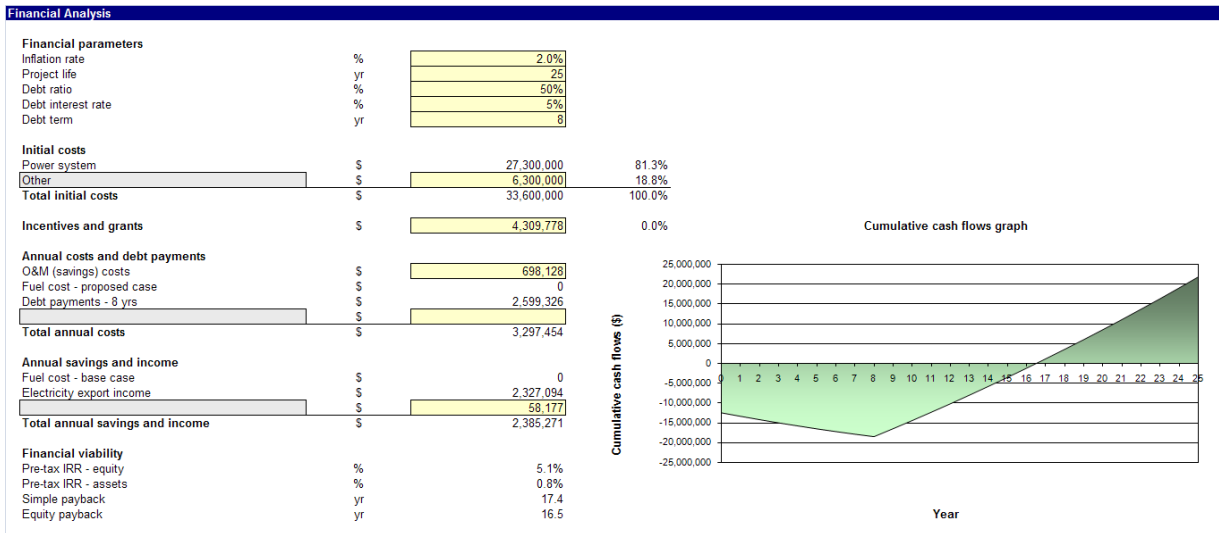 Financial Analysis
Financial parameters
Inflation rate % 2.0%
Project life yr 25
Debt ratio % 50%
Debt interest rate % 5%
Debt term yr 8
Initial costs
Power system $ 27,300,000 81.3%
Other $ 6,300,000 18.8%
Total initial costs $ 33,600,000 100.0%
Incentives and grants $ 4,309,778 0.0%
Annual costs and debt payments
O&M (savings) costs $ 698,128
Fuel cost - proposed case $ 0
Debt payments - 8 yrs $ 2,599,326
$
Total annual costs $ 3,297,454
Annual savings and income
Fuel cost - base case $ 0
Electricity export income $ 2,327,094
$ 58,177
Total annual savings and income $ 2,385,271
Financial viability
Pre-tax IRR - equity % 5.1%
Pre-tax IRR - assets % 0.8%
Simple payback yr 17.4
Equity payback yr 16.5
Cumulative cash flows graph
Cumulative cash flows ($)
25,000,000
20,000,000
15,000,000
10,000,000
5,000,000
0
-5,000,000
-10,000,000
-15,000,000
-20,000,000
-25,000,000
0 1 2 3 4 5 6 7 8 9 10 11 12 13 14 15 16 17 18 19 20 21 22 23 24 25
Year